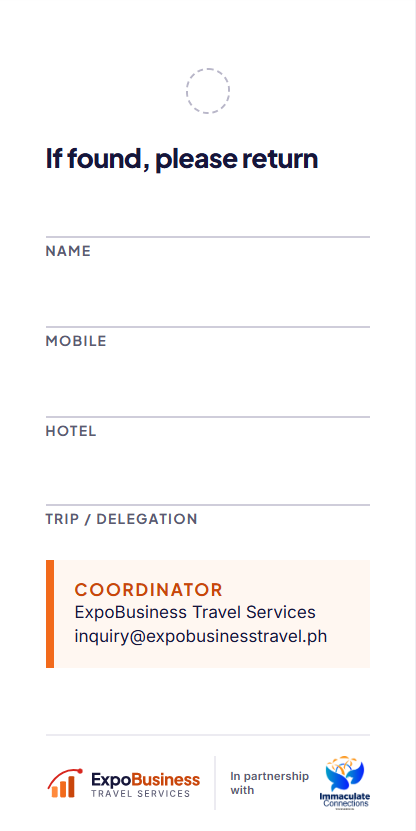 If found, please return
NAME
MOBILE
HOTEL
TRIP / DELEGATION
COORDINATOR
ExpoBusiness Travel Services
inquiry@expobusinesstravel.ph
ExpoBusiness
TRAVEL SERVICES
In partnership
with
Immaculate
Connections